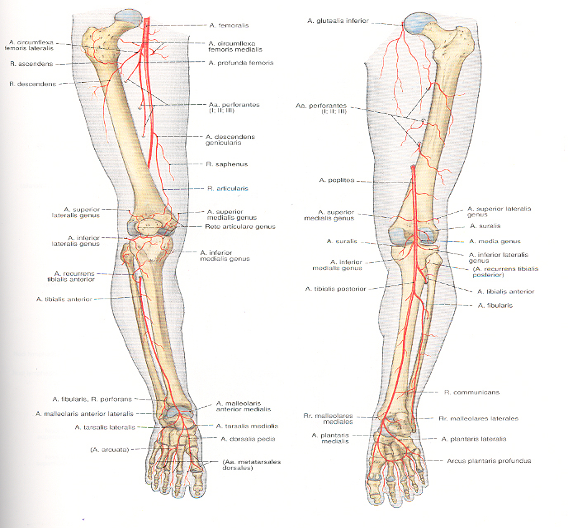 A. femoralis
A. circumflexa
femoris lateralis
A. circumflexa
femoris medialis
R. ascendens
A. profunda femoris
R. descendens
Aa. perforantes
(I; II; III)
A. descendens
genicularis
R. saphenus
R. articularis
A. superior
lateralis genus
A. superior
medialis genus
Rete articulare genus
A. inferior
lateralis genus
A. inferior
medialis genus
A. recurrens
tibialis anterior
A. tibialis anterior
A. fibularis, R. perforans
A. malleolaris
anterior medialis
A. malleolaris anterior lateralis
A. tarsalis lateralis
A. tarsalis medialis
A. dorsalis pedis
(A. arcuata)
(Aa. metatarsales
dorsales)
A. glutealis inferior
Aa. perforantes
(I; II; III)
A. poplitea
A. superior
medialis genus
A. superior lateralis
genus
A. suralis
A. suralis
A. media genus
A. inferior
medialis genus
A. inferior lateralis
genus
(A. recurrens tibialis
posterior)
A. tibialis posterior
A. tibialis anterior
A. fibularis
R. communicans
Rr. malleolares
mediales
Rr. malleolares laterales
A. plantaris
medialis
A. plantaris lateralis
Arcus plantaris profundus